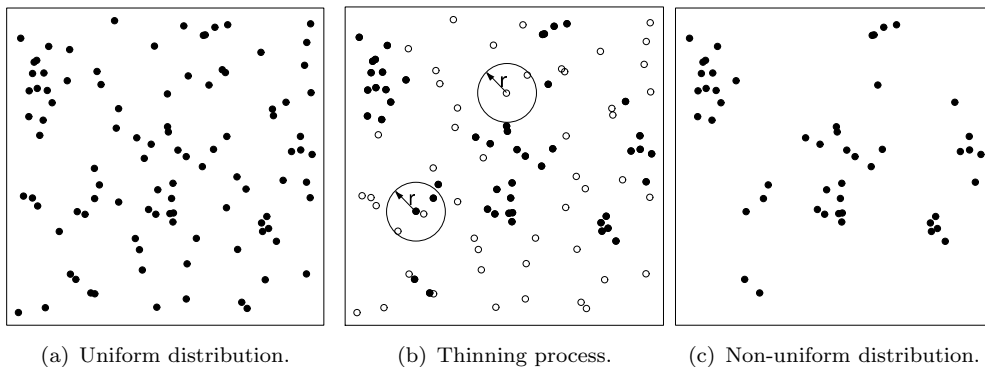 r
r
(a) Uniform distribution.
(b) Thinning process.
(c) Non-uniform distribution.